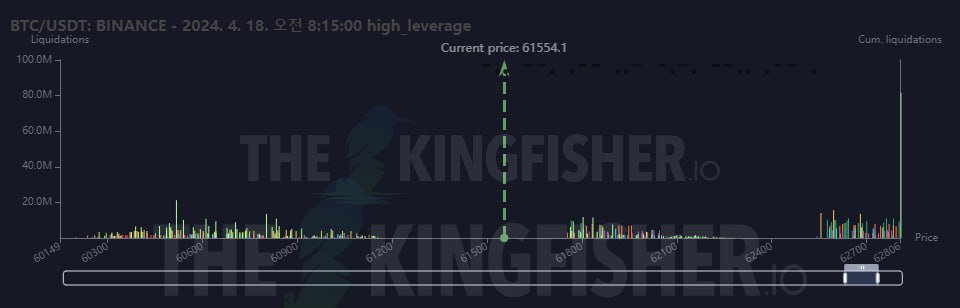 BTC/USDT: BINANCE - 2024. 4. 18. 오전 8:15:00 high_leverage
Liquidations
Cum. liquidations
Current price: 61554.1
100.0M
80.0M
60.0M
40.0M
20.0M
THE KINGFISHER.IO
Price
60149 60300 60600 60900 61200 61500 61800 62100 62400 62700 62806
THE KINGFISHER.IO